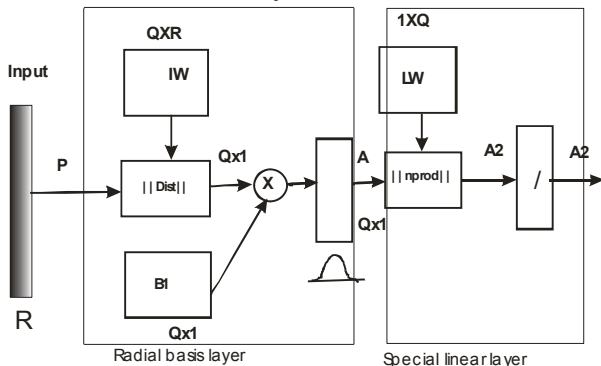 QXR
1XQ
Input
IW
LW
P
||Dist||
Qx1
X
A
||nprod||
A2
/
A2
Qx1
B1
R
Qx1
Radial basis layer
Special linear layer